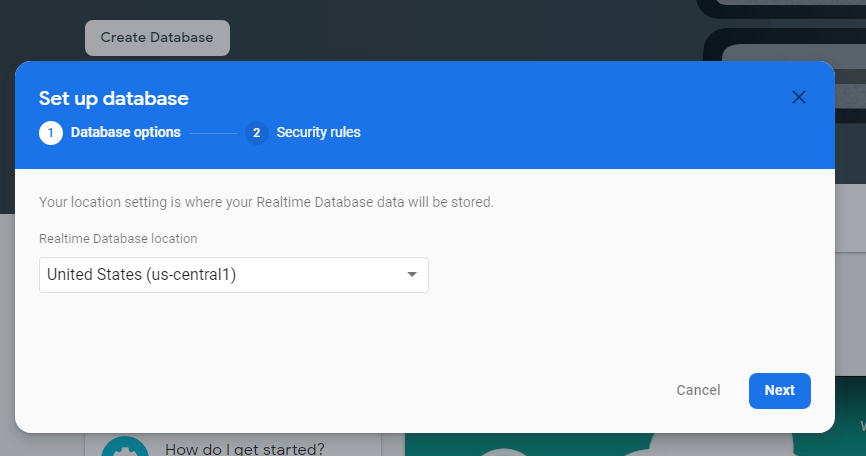 Create Database
Set up database
1 Database options 2 Security rules
Your location setting is where your Realtime Database data will be stored.
Realtime Database location
United States (us-central1)
Cancel Next
How do I get started?